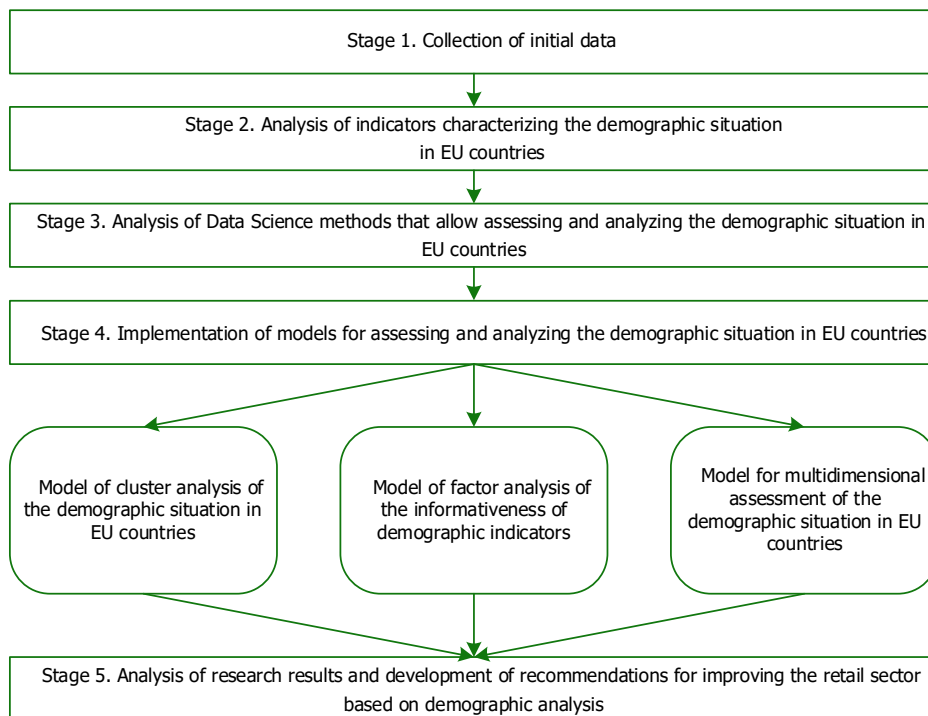 Stage 1. Collection of initial data
Stage 2. Analysis of indicators characterizing the demographic situation
in EU countries
Stage 3. Analysis of Data Science methods that allow assessing and analyzing the demographic situation in
EU countries
Stage 4. Implementation of models for assessing and analyzing the demographic situation in EU countries
Model of cluster analysis of
the demographic situation in
EU countries
Model of factor analysis of
the informativeness of
demographic indicators
Model for multidimensional
assessment of the
demographic situation in EU
countries
Stage 5. Analysis of research results and development of recommendations for improving the retail sector
based on demographic analysis